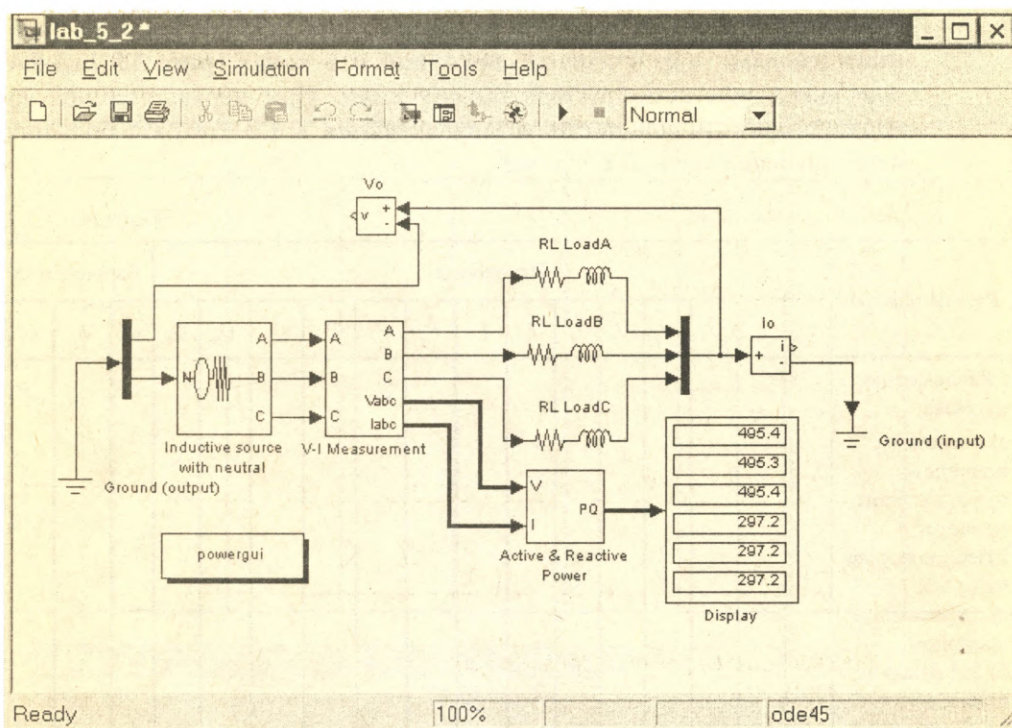 lab_5_2 *
File Edit View Simulation Format Tools Help
Normal
Vo
v
+
-
RL LoadA
RL LoadB
RL LoadC
Io
+
i
-
N
A
B
C
Inductive source
with neutral
A
B
C
A
B
C
Vabc
Iabc
V-I Measurement
Ground (output)
Ground (input)
V
I
PQ
Active & Reactive
Power
495.4
495.3
495.4
297.2
297.2
297.2
Display
powergui
Ready 100% ode45